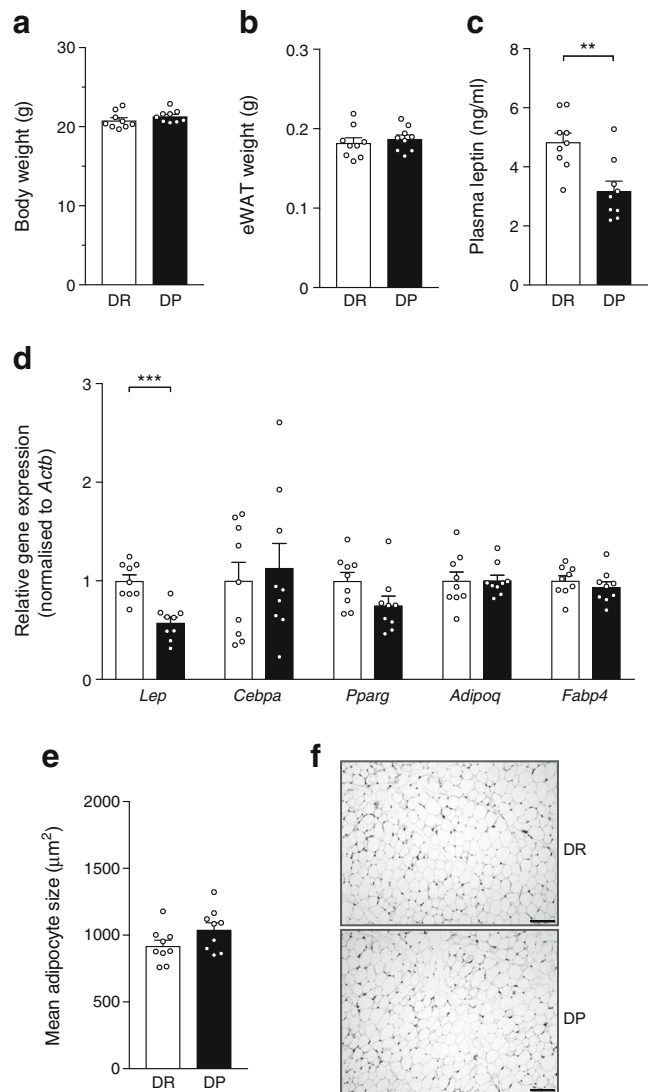 a
Body weight (g)
30
20
10
0
DR DP
b
eWAT weight (g)
0.3
0.2
0.1
0
DR DP
c
Plasma leptin (ng/ml)
8
6
4
2
0
**
DR DP
d
Relative gene expression
(normalised to Actb)
3
2
1
0
***
Lep Cebpa Pparg Adipoq Fabp4
e
Mean adipocyte size (μm²)
2000
1500
1000
500
0
DR DP
f
DR
DP